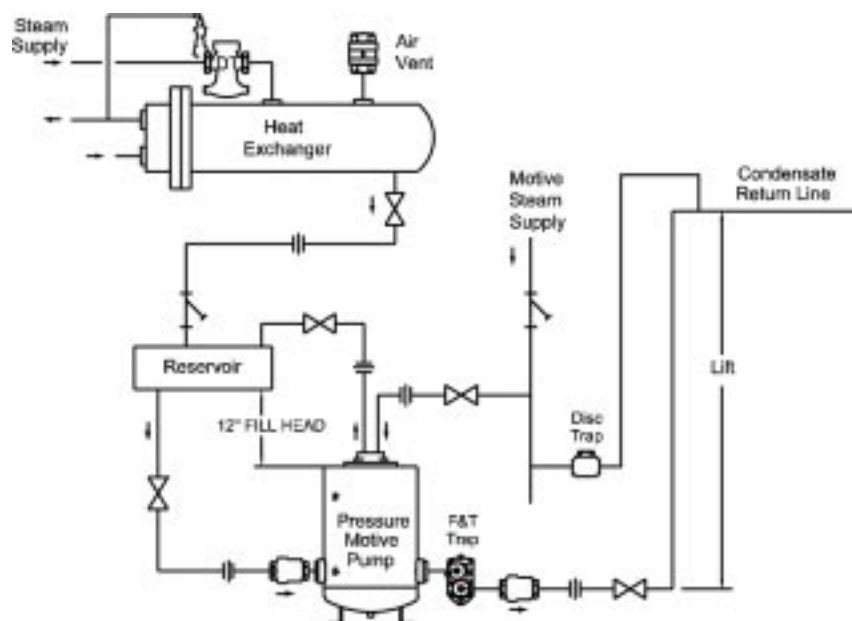 Steam
Supply
Air
Vent
Heat
Exchanger
Motive
Steam
Supply
Condensate
Return Line
Reservoir
Lift
12" FILL HEAD
Disc
Trap
Pressure
Motive
Pump
F&T
Trap